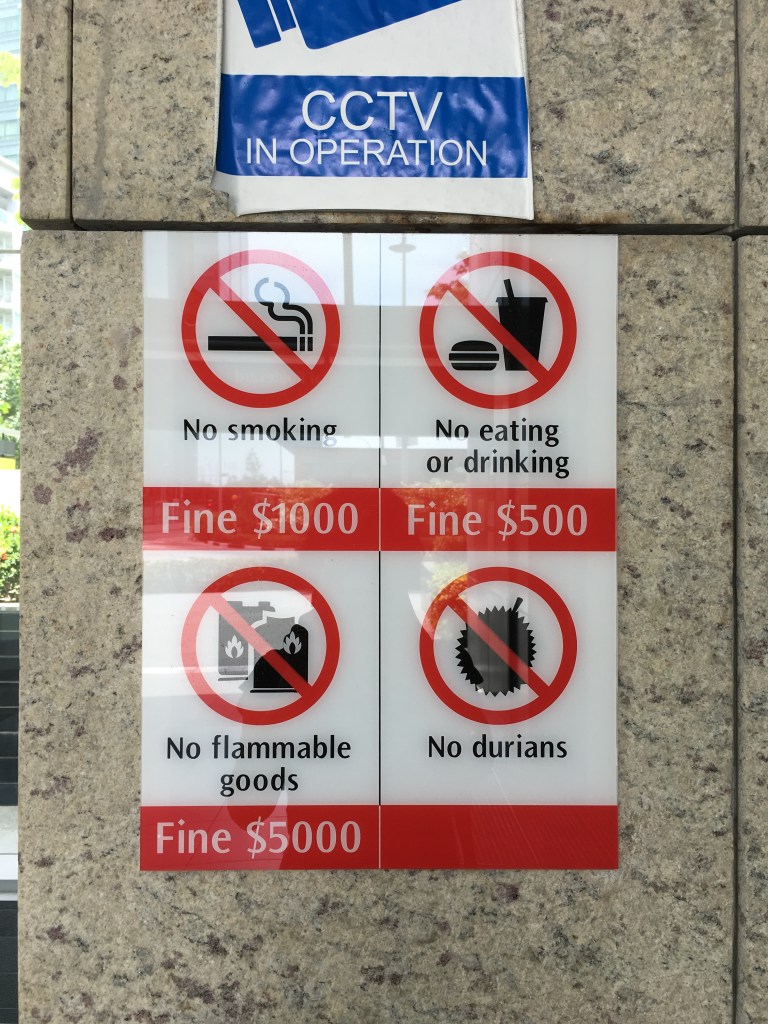 CCTV
IN OPERATION
No smoking
Fine $1000
No eating
or drinking
Fine $500
No flammable
goods
Fine $5000
No durians